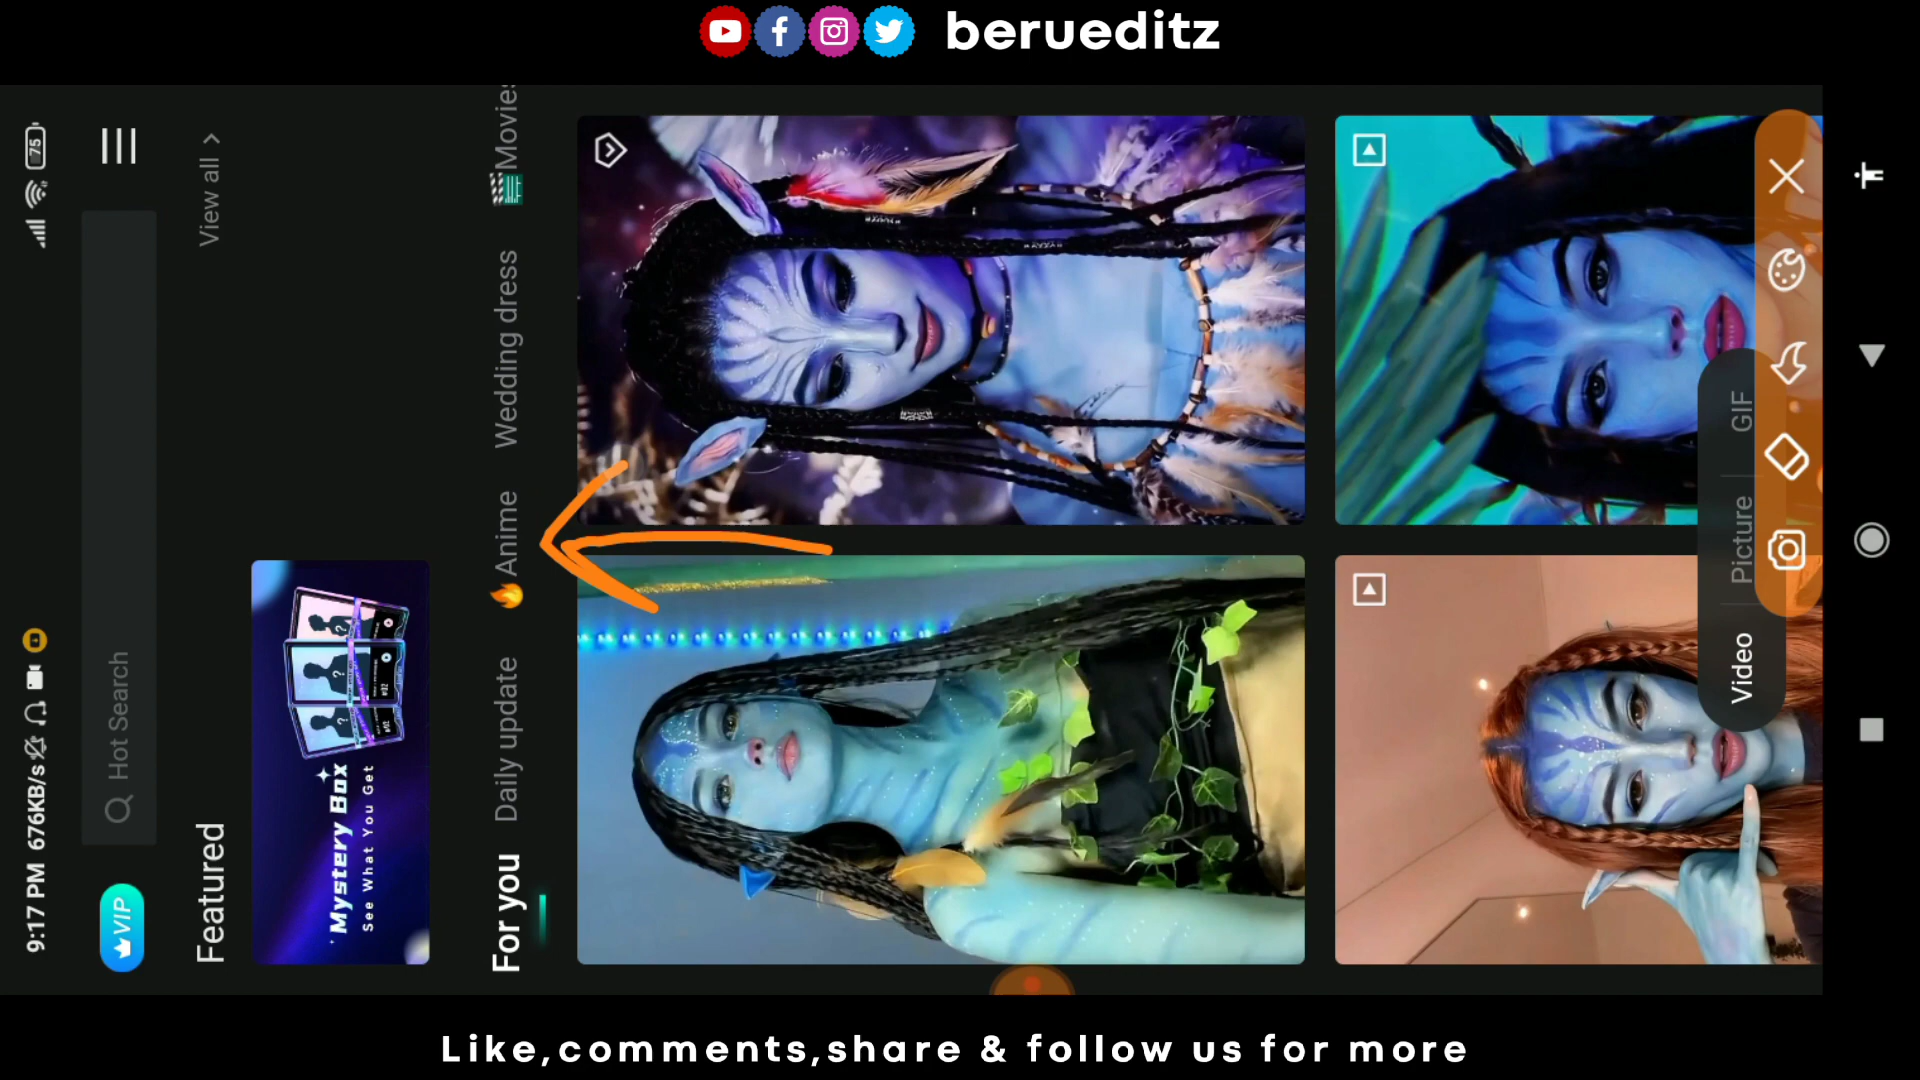 berueditz
9:17 PM 676KB/s
75
VIP
Hot Search
Featured
View all >
Mystery Box
See What You Get
For you
Daily update
🔥Anime
Wedding dress
🎬Movies
Video
Picture
GIF
Like,comments,share & follow us for more